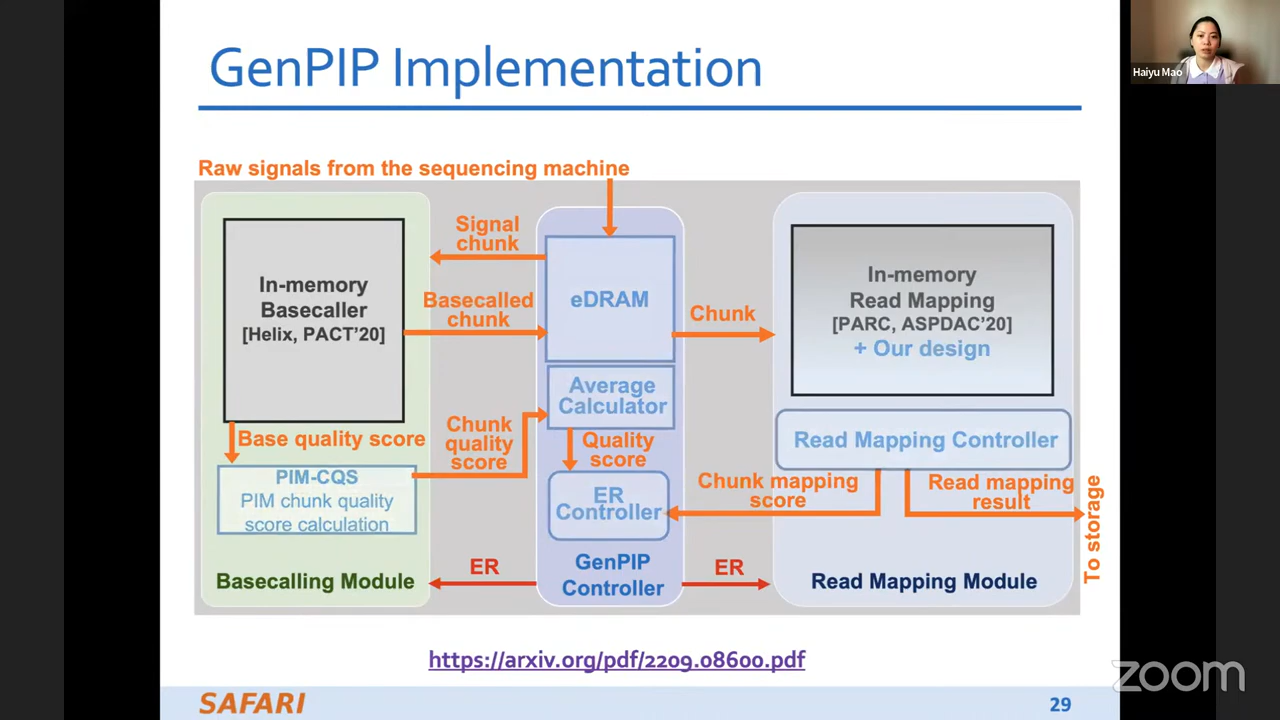 GenPIP Implementation
Haiyu Mao
Raw signals from the sequencing machine
Signal
chunk
In-memory
Basecaller
[Helix, PACT'20]
Basecalled
chunk
eDRAM
Chunk
In-memory
Read Mapping
[PARC, ASPDAC'20]
+ Our design
Average
Calculator
Base quality score
Chunk
quality
score
Quality
score
Read Mapping Controller
PIM-CQS
PIM chunk quality
score calculation
ER
Controller
Chunk mapping
score
Read mapping
result
To storage
Basecalling Module
ER
GenPIP
Controller
ER
Read Mapping Module
https://arxiv.org/pdf/2209.08600.pdf
zoom
SAFARI
29